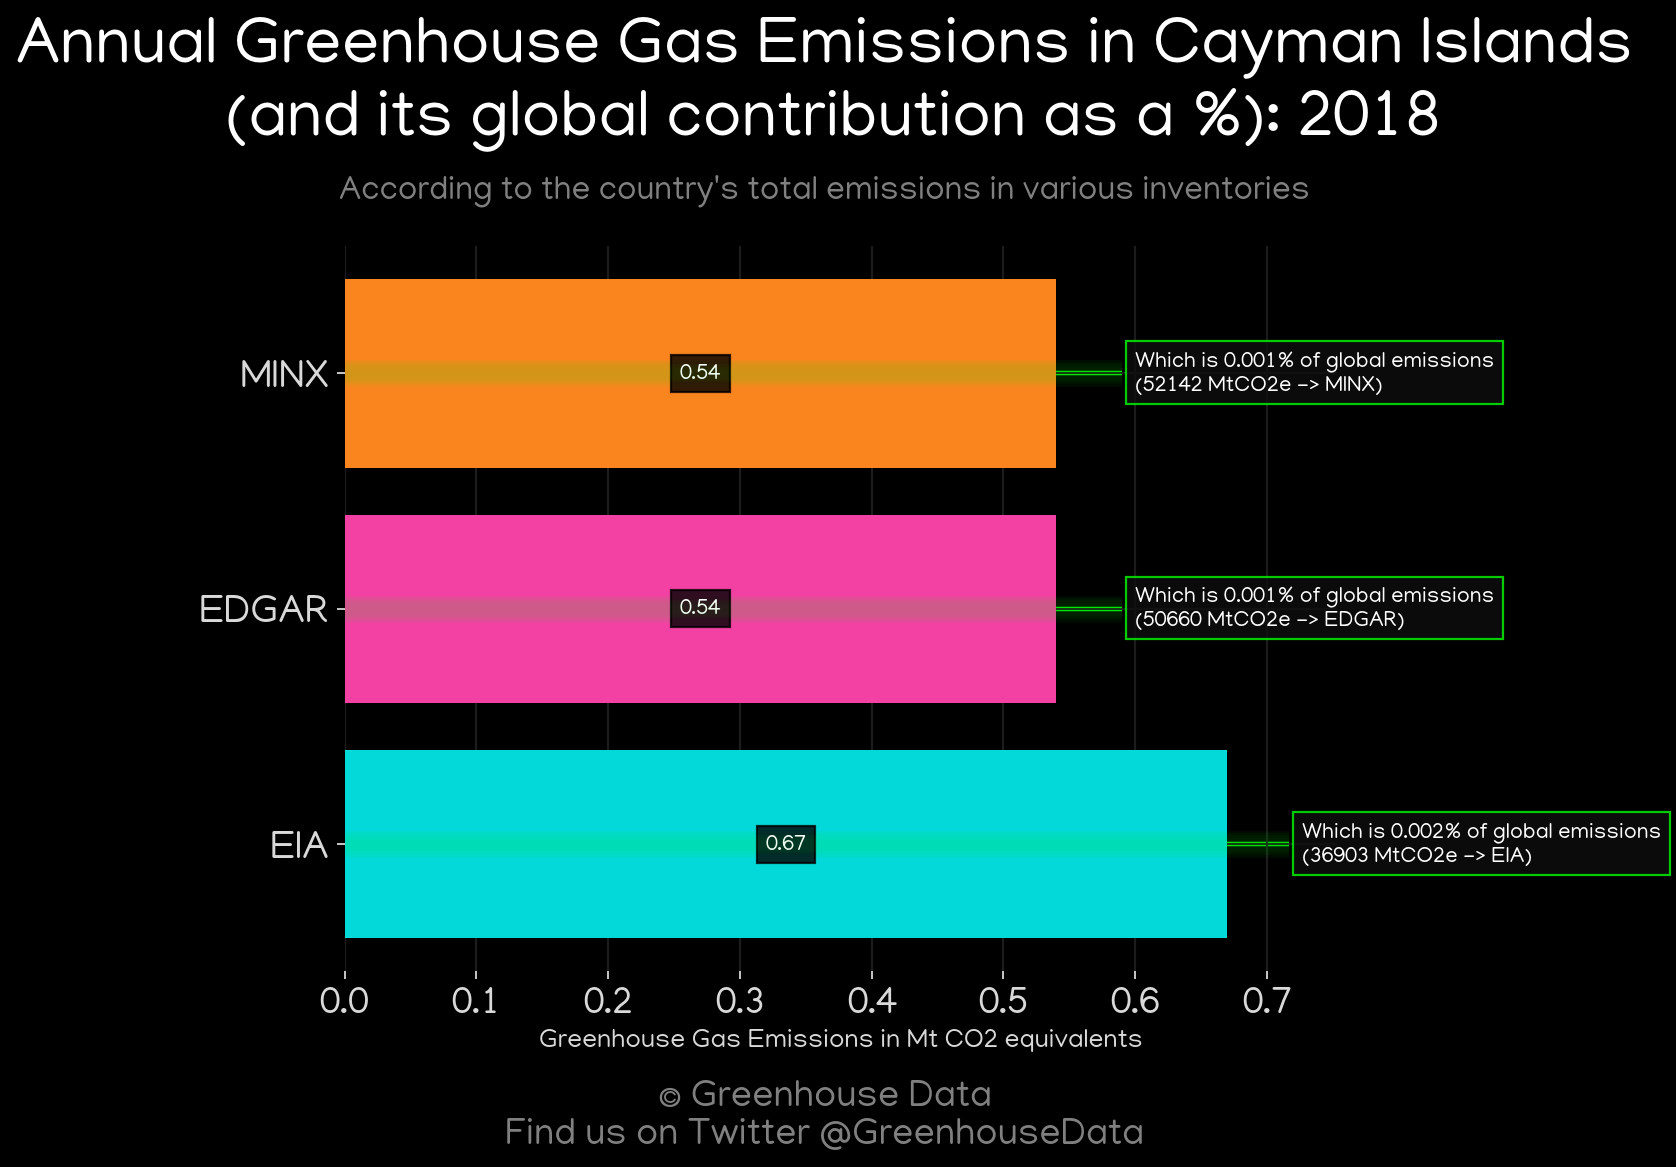 Annual Greenhouse Gas Emissions in Cayman Islands
(and its global contribution as a %): 2018
According to the country's total emissions in various inventories
MINX
0.54
Which is 0.001% of global emissions
(52142 MtCO2e -> MINX)
EDGAR
0.54
Which is 0.001% of global emissions
(50660 MtCO2e -> EDGAR)
EIA
0.67
Which is 0.002% of global emissions
(36903 MtCO2e -> EIA)
0.0 0.1 0.2 0.3 0.4 0.5 0.6 0.7
Greenhouse Gas Emissions in Mt CO2 equivalents
© Greenhouse Data
Find us on Twitter @GreenhouseData